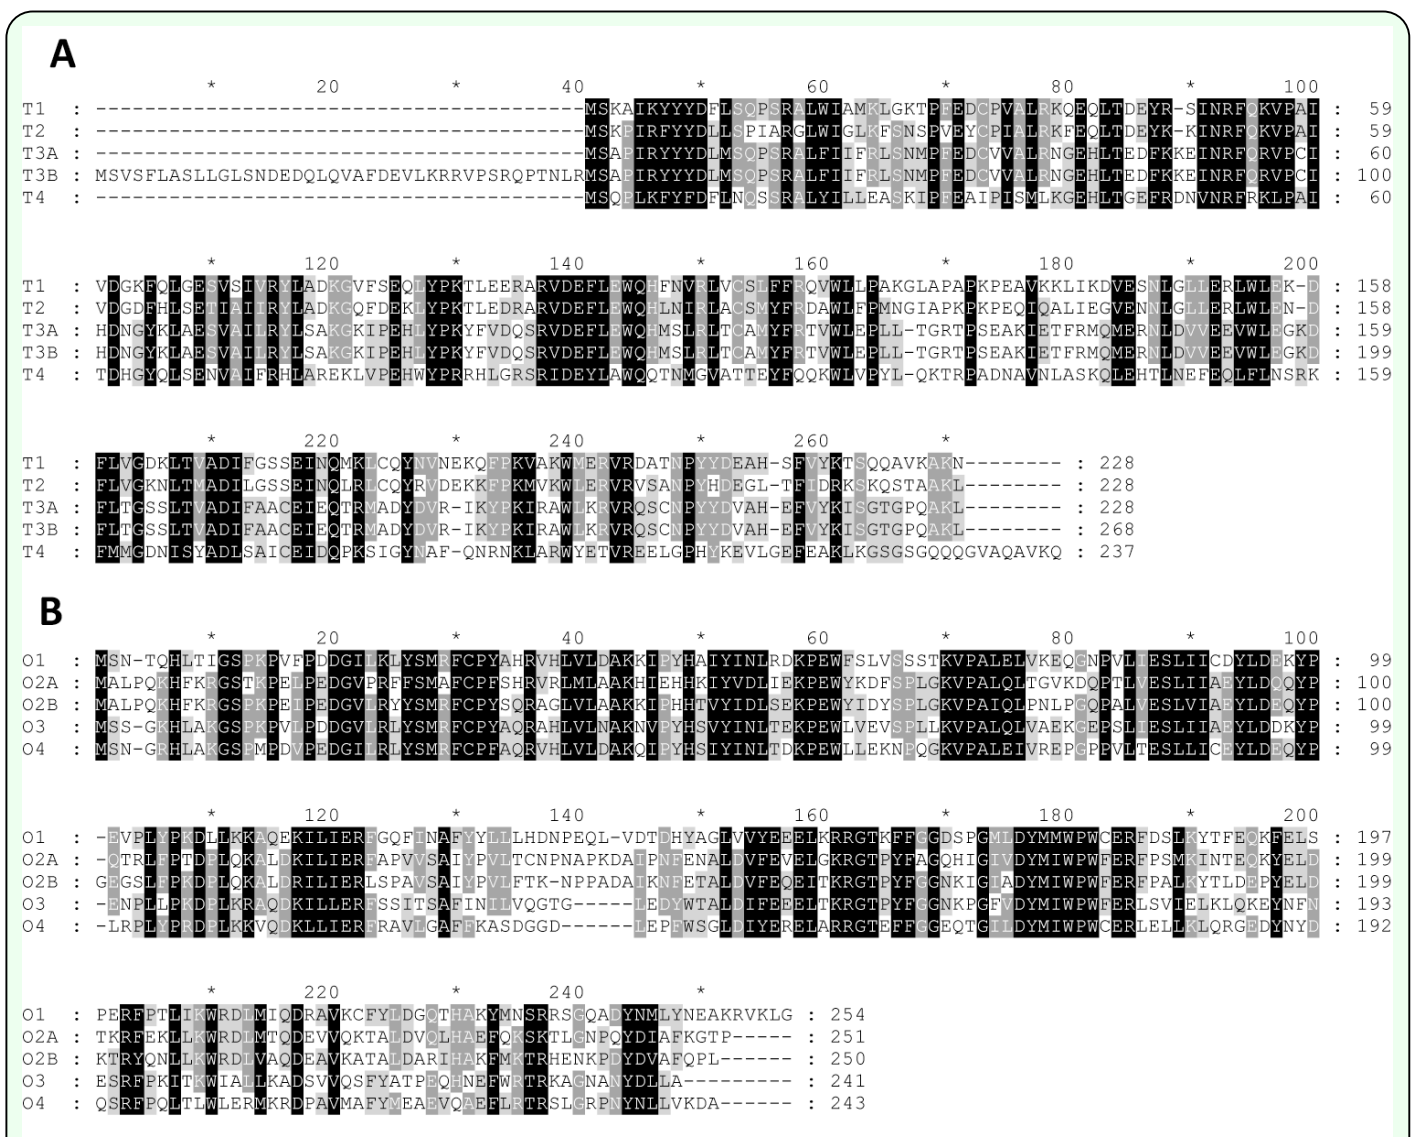 A
* 20 * 40 * 60 * 80 * 100
T1 : ----------------------------------------MSKAIKYYYDFLSQPSRALWIAMKLGKTPFEDCPVALRKQEQLTDEYR-SINRFQKVPAI : 59
T2 : ----------------------------------------MSKPIRFYYDLLSPIARGLWIGLKFSNSPVEYCPIALRKFEQLTDEYK-KINRFQKVPAI : 59
T3A : ----------------------------------------MSAPIRYYYDLMSQPSRALFIIFRLSNMPFEDCVVALRNGEHLTEDFKKEINRFQRVPCI : 60
T3B : MSVSFLASLLGLSNDEDQLQVAFDEVLKRRVPSRQPTNLRMSAPIRYYYDLMSQPSRALFIIFRLSNMPFEDCVVALRNGEHLTEDFKKEINRFQRVPCI : 100
T4 : ----------------------------------------MSQPLKFYFDFLNQSSRALYILLEASKIPFEAIPISMLKGEHLTGEFRDNVNRFRKLPAI : 60
* 120 * 140 * 160 * 180 * 200
T1 : VDGKFQLGESVSIVRYLADKGVFSEQLYPKTLEERARVDEFLEWQHFNVRLVCSLFFRQVWLLPAKGLAPAPKPEAVKKLIKDVESNLGLLERLWLEK-D : 158
T2 : VDGDFHLSETIAIIRYLADKGQFDEKLYPKTLEDRARVDEFLEWQHLNIRLACSMYFRDAWLFPMNGIAPKPKPEQIQALIEGVENNLGLLERLWLEN-D : 158
T3A : HDNGYKLAESVAILRYLSAKGKIPEHLYPKYFVDQSRVDEFLEWQHMSLRLTCAMYFRTVWLEPLL-TGRTPSEAKIETFRMQMERNLDVVEEVWLEGKD : 159
T3B : HDNGYKLAESVAILRYLSAKGKIPEHLYPKYFVDQSRVDEFLEWQHMSLRLTCAMYFRTVWLEPLL-TGRTPSEAKIETFRMQMERNLDVVEEVWLEGKD : 199
T4 : TDHGYQLSENVAIFRHLAREKLVPEHWYPRRHLGRSRIDEYLAWQQTNMGVATTEYFQQKWLVPYL-QKTRPADNAVNLASKQLEHTLNEFEQLFLNSRK : 159
* 220 * 240 * 260 *
T1 : FLVGDKLTVADIFGSSEINQMKLCQYNVNEKQFPKVAKWMERVRDATNPYYDEAH-SFVYKTSQQAVKAKN-------- : 228
T2 : FLVGKNLTMADILGSSEINQLRLCQYRVDEKKFPKMVKWLERVRVSANPYHDEGL-TFIDRKSKQSTAAKL-------- : 228
T3A : FLTGSSLTVADIFAACEIEQTRMADYDVR-IKYPKIRAWLKRVRQSCNPYYDVAH-EFVYKISGTGPQAKL-------- : 228
T3B : FLTGSSLTVADIFAACEIEQTRMADYDVR-IKYPKIRAWLKRVRQSCNPYYDVAH-EFVYKISGTGPQAKL-------- : 268
T4 : FMMGDNISYADLSAICEIDQPKSIGYNAF-QNRNKLARWYETVREELGPHYKEVLGEFEAKLKGSGSGQQQGVAQAVKQ : 237
B
* 20 * 40 * 60 * 80 * 100
O1 : MSN-TQHLTIGSPKPVFPDDGILKLYSMRFCPYAHRVHLVLDAKKIPYHAIYINLRDKPEWFSLVSSSTKVPALELVKEQGNPVLIESLIICDYLDEKYP : 99
O2A : MALPQKHFKRGSTKPELPEDGVPRFFSMAFCPFSHRVRLMLAAKHIEHHKIYVDLIEKPEWYKDFSPLGKVPALQLTGVKDQPTLVESLIIAEYLDQQYP : 100
O2B : MALPQKHFKRGSPKPEIPEDGVLRYYSMRFCPYSQRAGLVLAAKKIPHHTVYIDLSEKPEWYIDYSPLGKVPAIQLPNLPGQPALVESLVIAEYLDEQYP : 100
O3 : MSS-GKHLAKGSPKPVLPDDGVLRLYSMRFCPYAQRAHLVLNAKNVPYHSVYINLTEKPEWLVEVSPLLKVPALQLVAEKGEPSLIESLIIAEYLDDKYP : 99
O4 : MSN-GRHLAKGSPMPDVPEDGILRLYSMRFCPFAQRVHLVLDAKQIPYHSIYINLTDKPEWLLEKNPQGKVPALEIVREPGPPVLTESLLICEYLDEQYP : 99
* 120 * 140 * 160 * 180 * 200
O1 : -EVPLYPKDLLKKAQEKILIERFGQFINAFYYLLLHDNPEQL-VDTDHYAGLVVYEEELKRRGTKFFGGDSPGMLDYMMWPWCERFDSLKYTFEQKFELS : 197
O2A : -QTRLFPTDPLQKALDKILIERFAPVVSAIYPVLTCNPNAPKDAIPNFENALDVFEVELGKRGTPYFAGQHIGIVDYMIWPWFERFPSMKINTEQKYELD : 199
O2B : GEGSLFPKDPLQKALDRILIERLSPAVSAIYPVLFTK-NPPADAIKNFETALDVFEQEITKRGTPYFGGNKIGIADYMIWPWFERFPALKYTLDEPYELD : 199
O3 : -ENPLLPKDPLKRAQDKILLERFSSITSAFINILVQGTG-----LEDYWTALDIFEEELTKRGTPYFGGNKPGFVDYMIWPWFERLSVIELKLQKEYNFN : 193
O4 : -LRPLYPRDPLKKVQDKLLIERFRAVLGAFFKASDGGD------LEPFWSGLDIYERELARRGTEFFGGEQTGILDYMIWPWCERLELLKLQRGEDYNYD : 192
* 220 * 240 *
O1 : PERFPTLIKWRDLMIQDRAVKCFYLDGQTHAKYMNSRRSGQADYNMLYNEAKRVKLG : 254
O2A : TKRFEKLLKWRDLMTQDEVVQKTALDVQLHAEFQKSKTLGNPQYDIAFKGTP----- : 251
O2B : KTRYQNLLKWRDLVAQDEAVKATALDARIHAKFMKTRHENKPDYDVAFQPL------ : 250
O3 : ESRFPKITKWIALLKADSVVQSFYATPEQHNEFWRTRKAGNANYDLLA--------- : 241
O4 : QSRFPQLTLWLERMKRDPAVMAFYMEAEVQAEFLRTRSLGRPNYNLLVKDA------ : 243